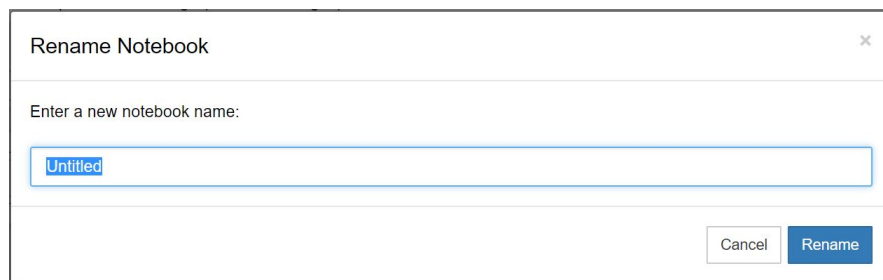 Rename Notebook
×
Enter a new notebook name:
Untitled
Cancel Rename